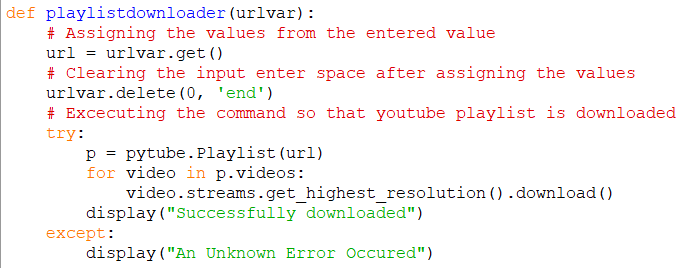 def playlistdownloader(urlvar):
    # Assigning the values from the entered value
    url = urlvar.get()
    # Clearing the input enter space after assigning the values
    urlvar.delete(0, 'end')
    # Excecuting the command so that youtube playlist is downloaded
    try:
        p = pytube.Playlist(url)
        for video in p.videos:
            video.streams.get_highest_resolution().download()
        display("Successfully downloaded")
    except:
        display("An Unknown Error Occured")